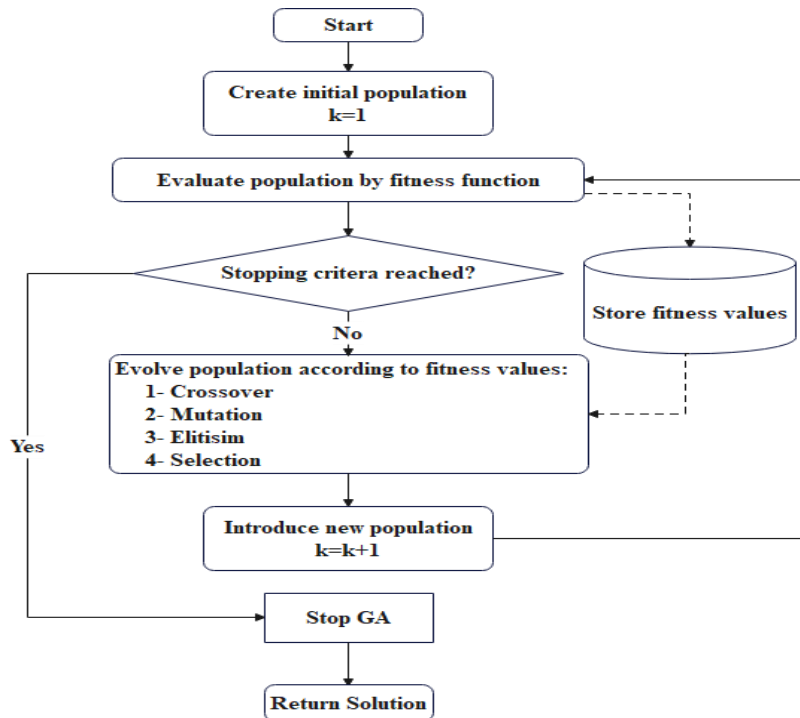 Start
Create initial population
k=1
Evaluate population by fitness function
Stopping critera reached?
Store fitness values
No
Evolve population according to fitness values:
1- Crossover
2- Mutation
3- Elitisim
4- Selection
Yes
Introduce new population
k=k+1
Stop GA
Return Solution